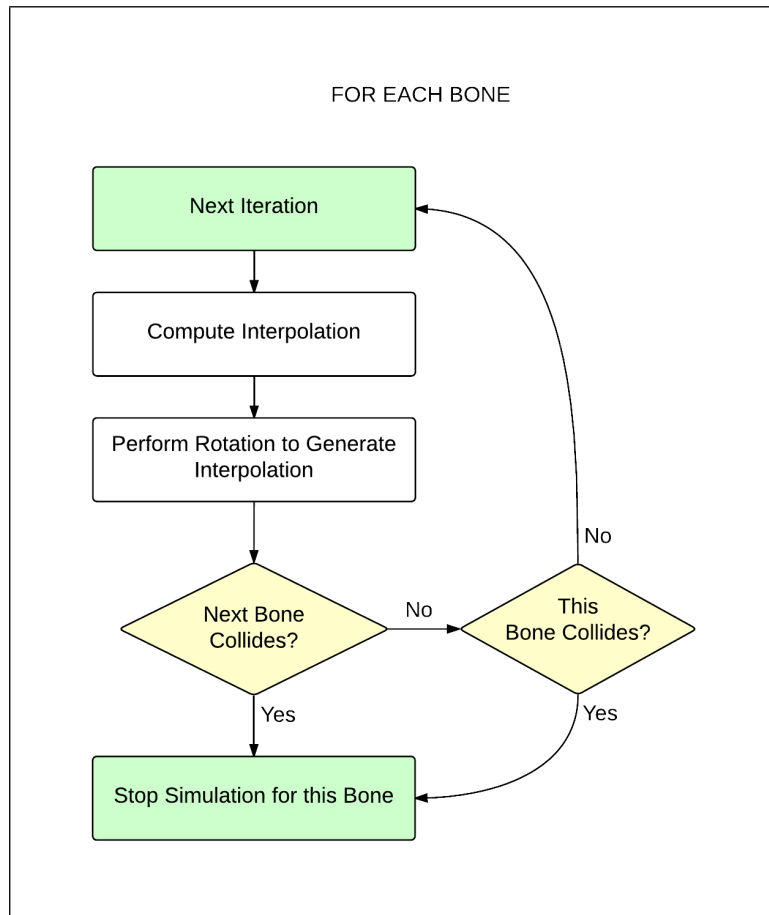 FOR EACH BONE
Next Iteration
Compute Interpolation
Perform Rotation to Generate
Interpolation
Next Bone
Collides?
No
This
Bone Collides?
No
Yes
Yes
Stop Simulation for this Bone